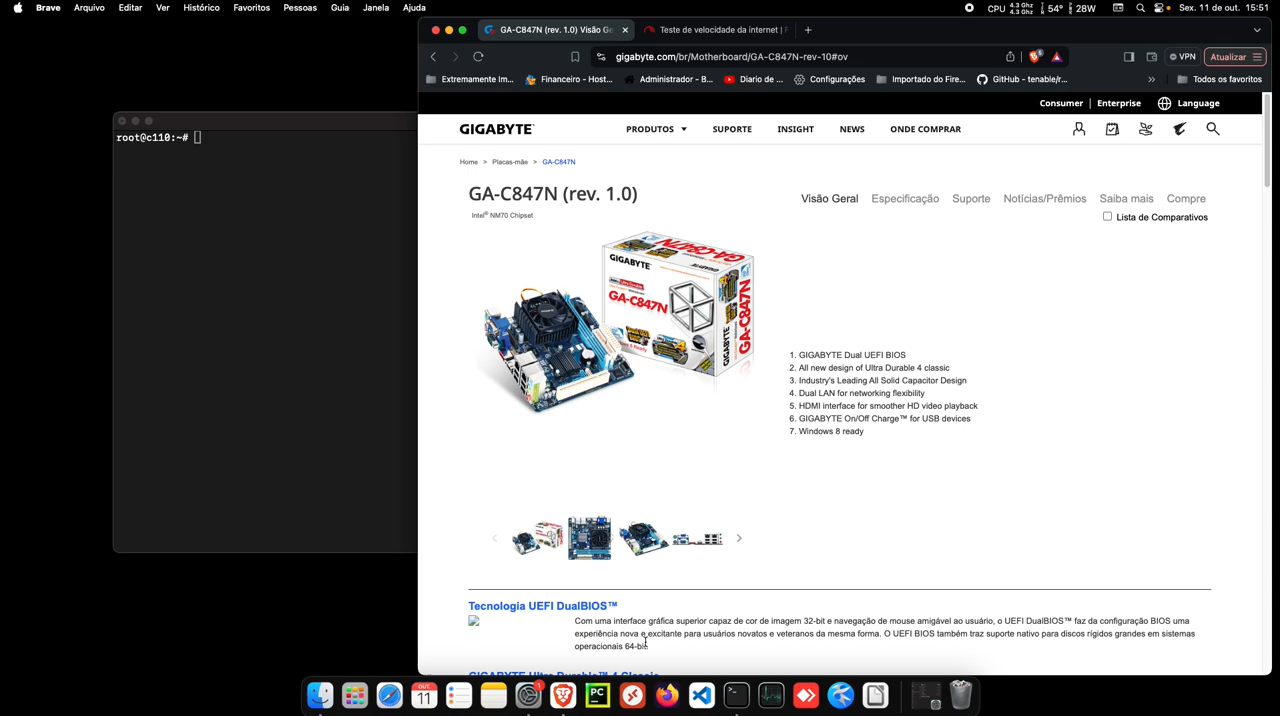 Brave Arquivo Editar Ver Histórico Favoritos Pessoas Guia Janela Ajuda
CPU 4.3 Ghz 4.3 Ghz 54° 28W Sex. 11 de out. 15:51
GA-C847N (rev. 1.0) Visão Ge
Teste de velocidade da internet |
gigabyte.com/br/Motherboard/GA-C847N-rev-10#ov
VPN
Atualizar
Extremamente Im... Financeiro - Host... Administrador - B... Diario de ... Configurações Importado do Fire... GitHub - tenable/r... » Todos os favoritos
Consumer | Enterprise Language
root@c110:~#
GIGABYTE™
PRODUTOS SUPORTE INSIGHT NEWS ONDE COMPRAR
Home > Placas-mãe > GA-C847N
GA-C847N (rev. 1.0)
Visão Geral Especificação Suporte Notícias/Prêmios Saiba mais Compre
Intel® NM70 Chipset
Lista de Comparativos
GIGABYTE
GA-C847N
GA-C847N
1. GIGABYTE Dual UEFI BIOS
2. All new design of Ultra Durable 4 classic
3. Industry's Leading All Solid Capacitor Design
4. Dual LAN for networking flexibility
5. HDMI interface for smoother HD video playback
6. GIGABYTE On/Off Charge™ for USB devices
7. Windows 8 ready
Tecnologia UEFI DualBIOS™
Com uma interface gráfica superior capaz de cor de imagem 32-bit e navegação de mouse amigável ao usuário, o UEFI DualBIOS™ faz da configuração BIOS uma
experiência nova e excitante para usuários novatos e veteranos da mesma forma. O UEFI BIOS também traz suporte nativo para discos rígidos grandes em sistemas
operacionais 64-bit.
GIGABYTE Ultra Durable™ 4 Classic
OUT.
11
1
PC